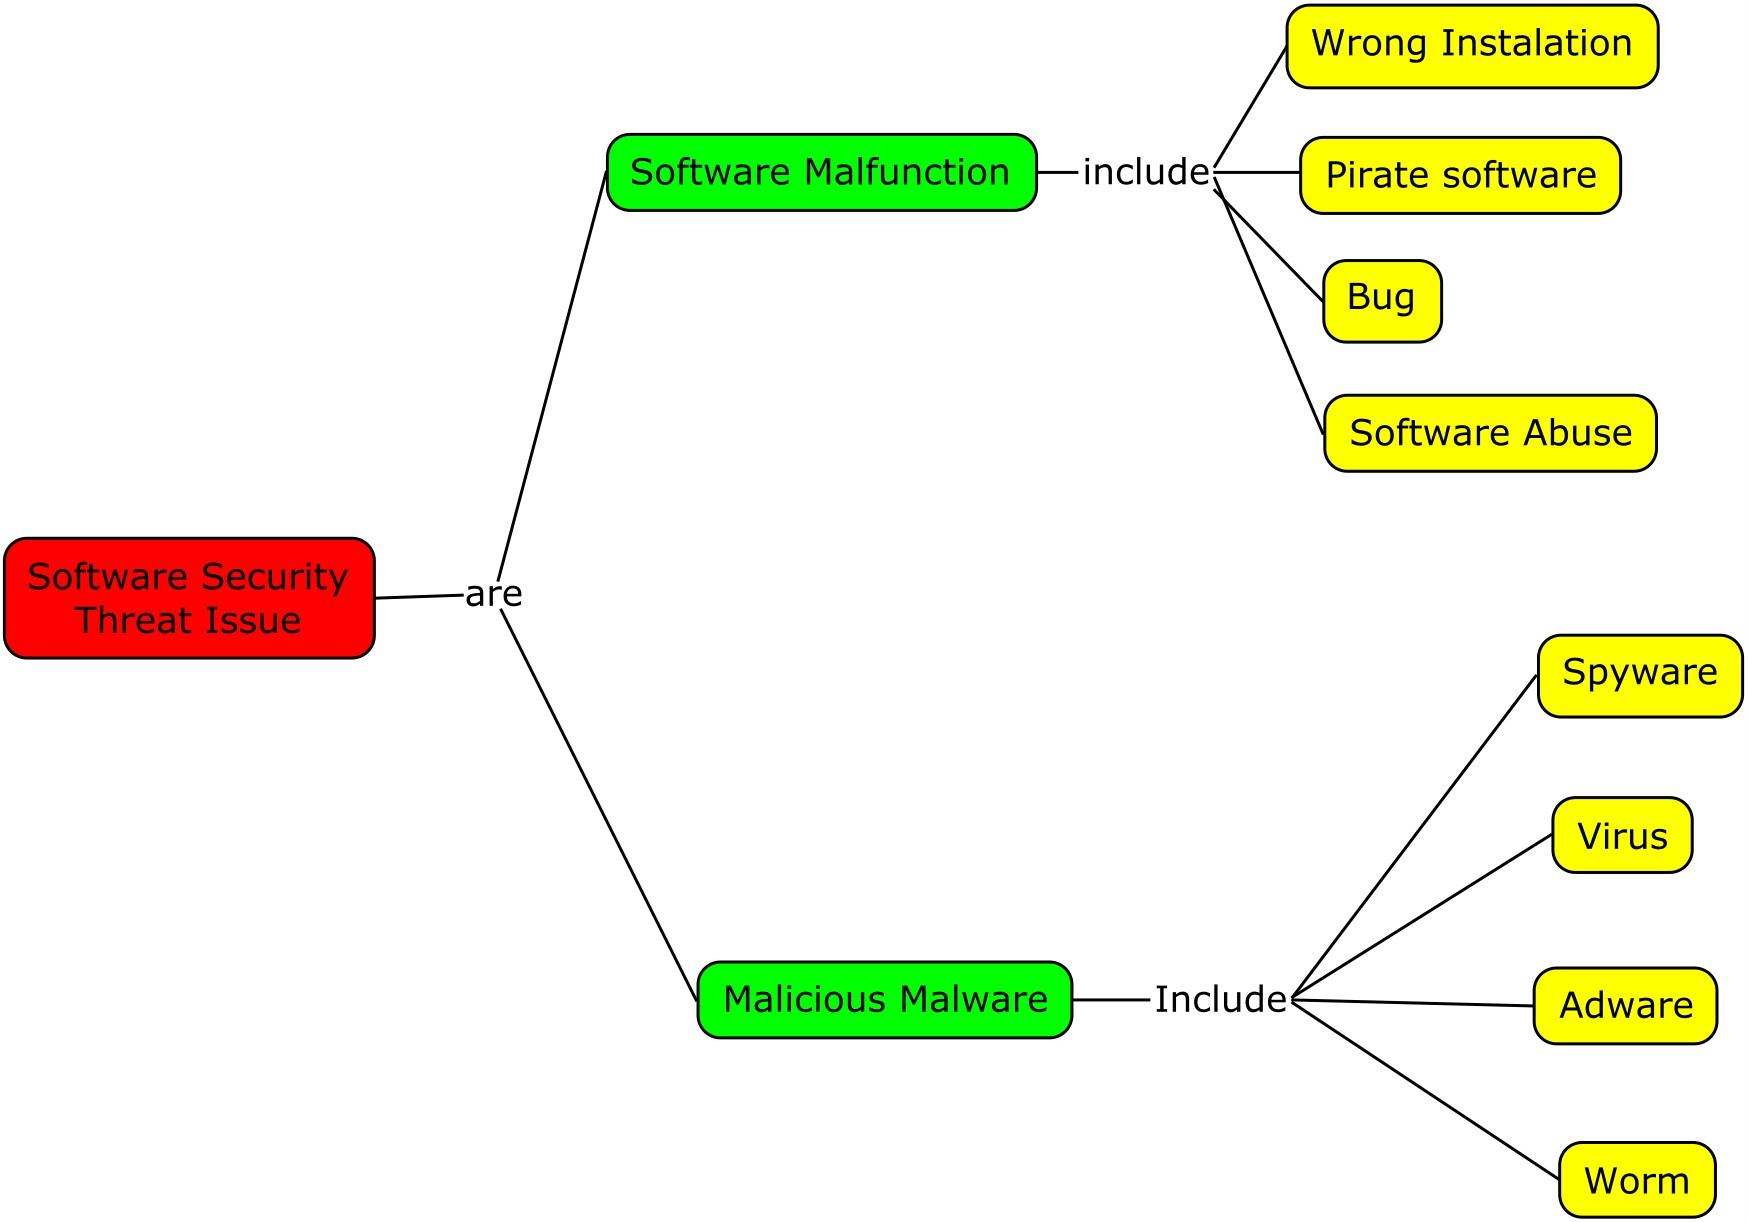 Wrong Instalation
Software Malfunction
include
Pirate software
Bug
Software Abuse
Software Security
Threat Issue
are
Spyware
Virus
Malicious Malware
Include
Adware
Worm